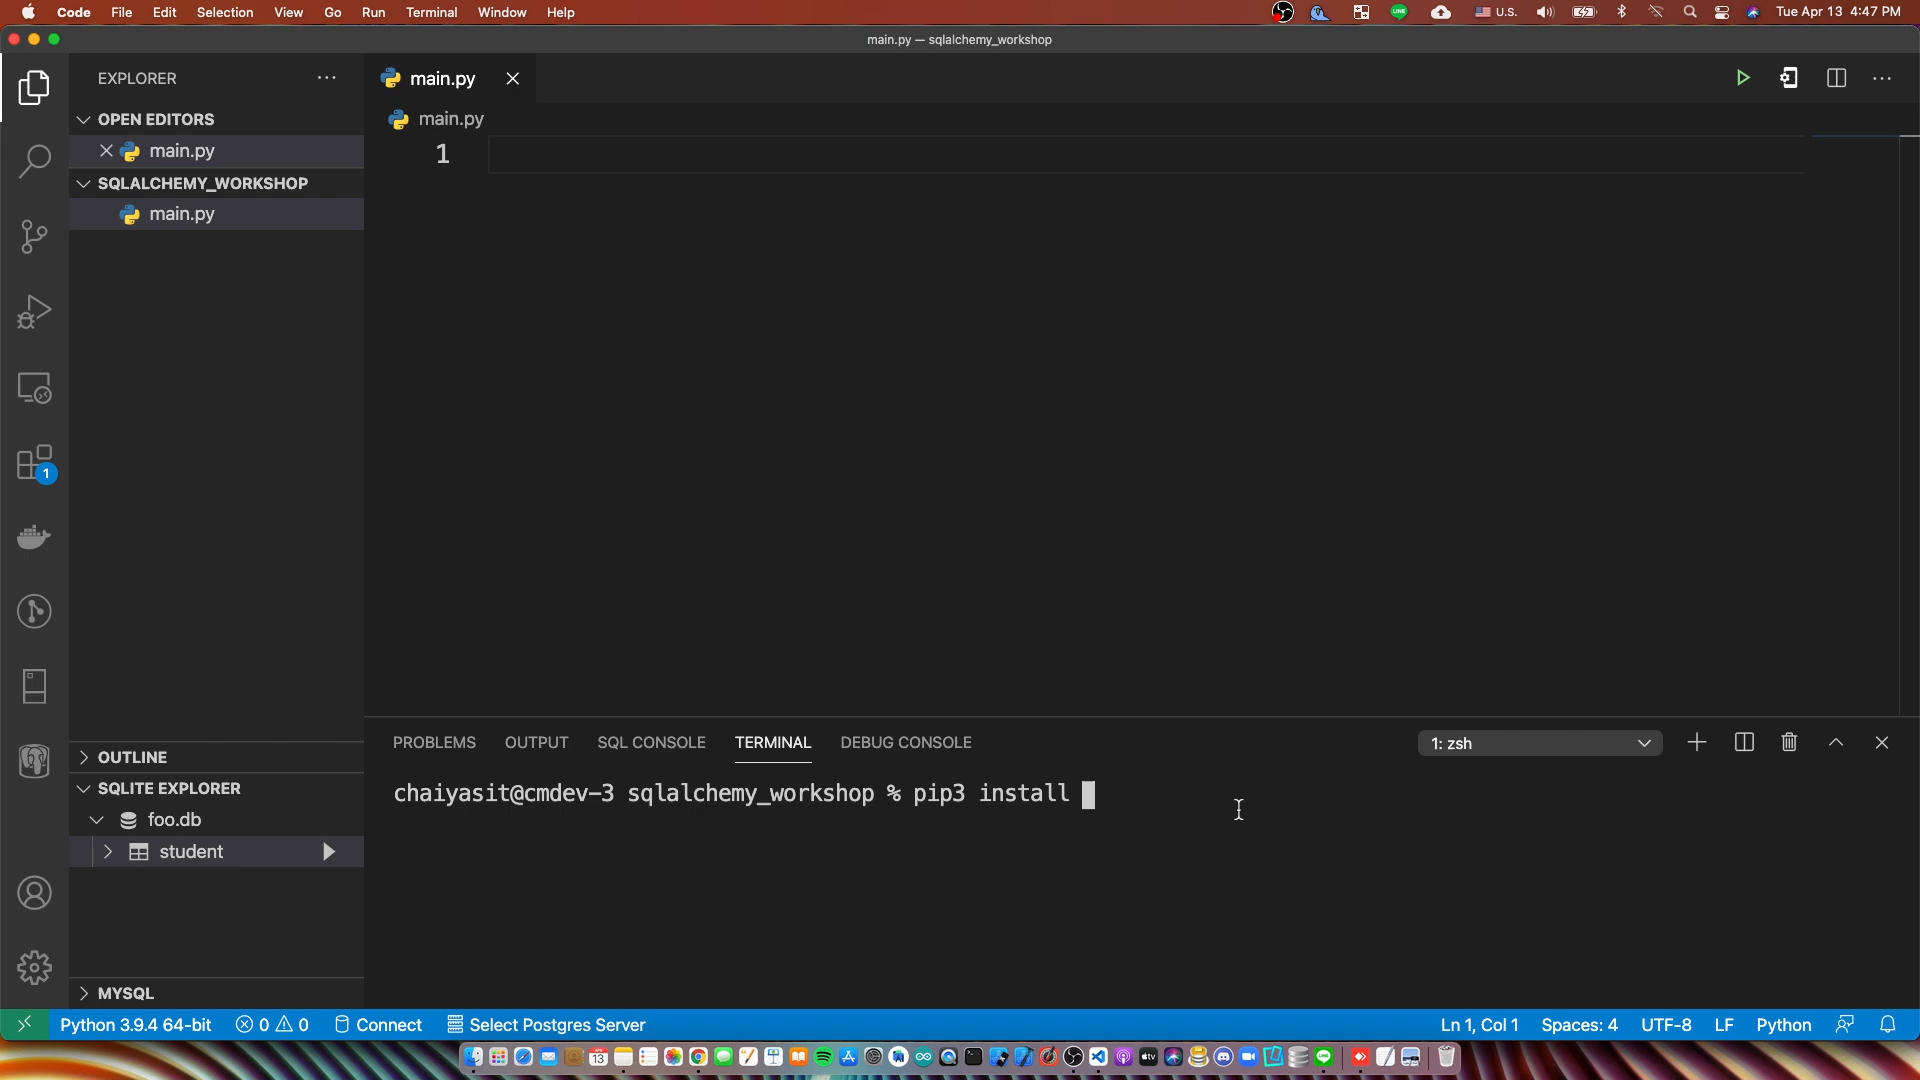 Code File Edit Selection View Go Run Terminal Window Help
LINE U.S. Tue Apr 13 4:47 PM
main.py — sqlalchemy_workshop
EXPLORER
main.py
OPEN EDITORS
main.py
main.py
1
SQLALCHEMY_WORKSHOP
main.py
1
OUTLINE
SQLITE EXPLORER
foo.db
student
MYSQL
PROBLEMS OUTPUT SQL CONSOLE TERMINAL DEBUG CONSOLE
1: zsh
chaiyasit@cmdev-3 sqlalchemy_workshop % pip3 install
Python 3.9.4 64-bit 0 0 Connect Select Postgres Server
Ln 1, Col 1 Spaces: 4 UTF-8 LF Python
13
tv